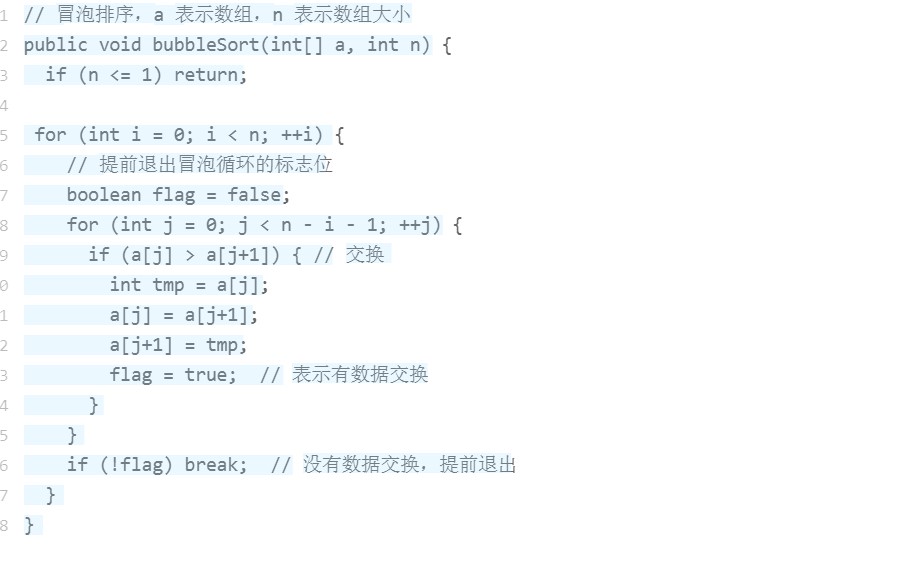 1 // 冒泡排序，a 表示数组，n 表示数组大小
2 public void bubbleSort(int[] a, int n) {
3   if (n <= 1) return;
4
5  for (int i = 0; i < n; ++i) {
6     // 提前退出冒泡循环的标志位
7     boolean flag = false;
8     for (int j = 0; j < n - i - 1; ++j) {
9       if (a[j] > a[j+1]) { // 交换
0         int tmp = a[j];
1         a[j] = a[j+1];
2         a[j+1] = tmp;
3         flag = true;  // 表示有数据交换
4       }
5     }
6     if (!flag) break;  // 没有数据交换，提前退出
7   }
8 }